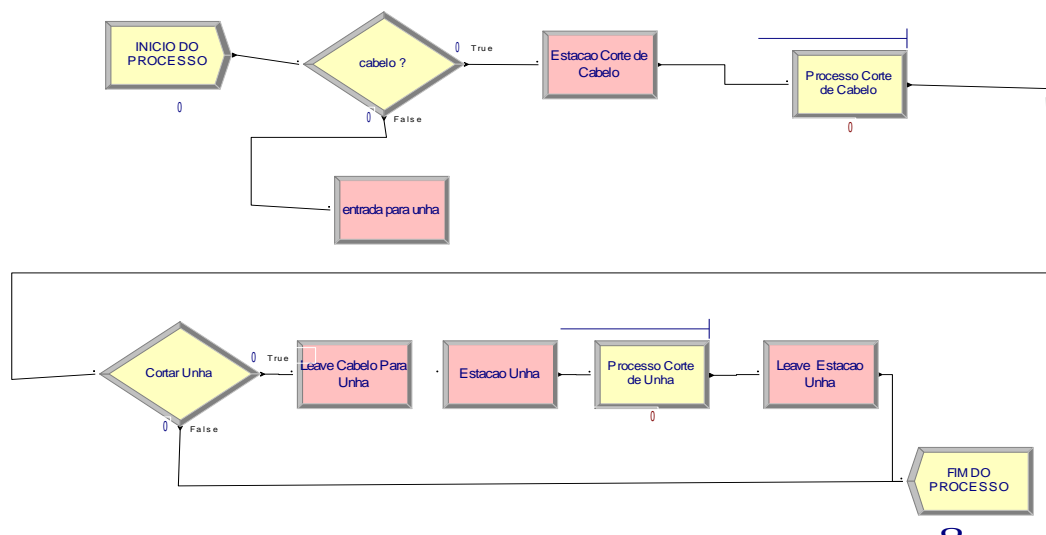 INICIO DO
PROCESSO
0
cabelo ?
0 True
0 False
Estacao Corte de
Cabelo
Processo Corte
de Cabelo
0
entrada para unha
Cortar Unha
0 True
0 False
Leave Cabelo Para
Unha
Estacao Unha
Processo Corte
de Unha
0
Leave Estacao
Unha
FIM DO
PROCESSO